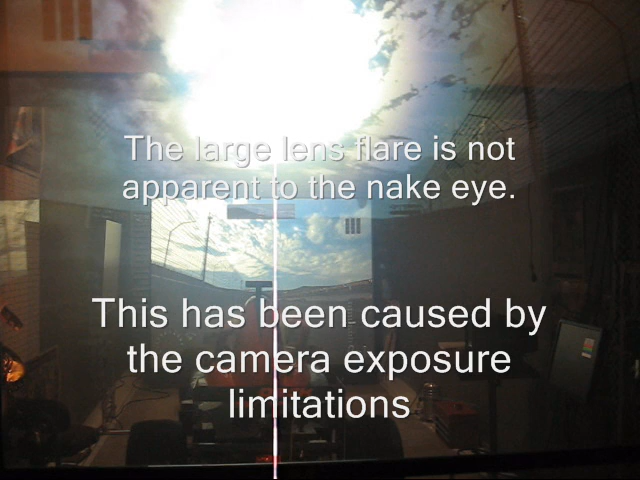 The large lens flare is not
apparent to the nake eye.
This has been caused by
the camera exposure
limitations